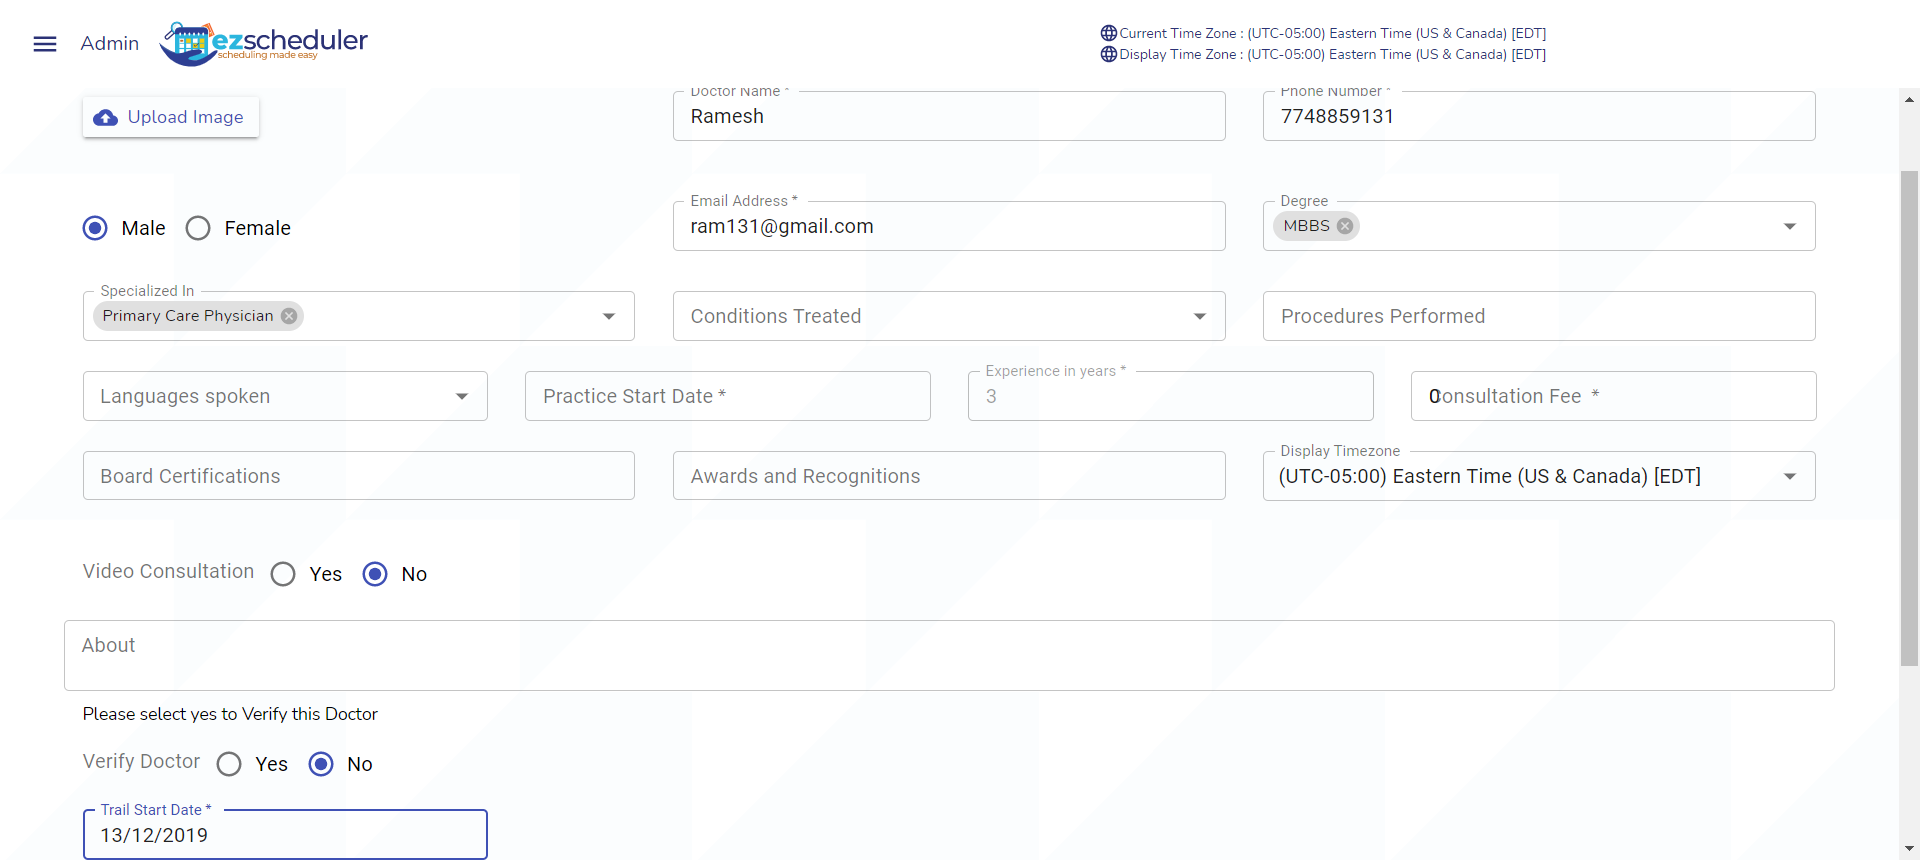 Admin
ezscheduler
scheduling made easy
Current Time Zone : (UTC-05:00) Eastern Time (US & Canada) [EDT]
Display Time Zone : (UTC-05:00) Eastern Time (US & Canada) [EDT]
Upload Image
Doctor Name *
Ramesh
Phone Number *
7748859131
Male
Female
Email Address *
ram131@gmail.com
Degree
MBBS
Specialized In
Primary Care Physician
Conditions Treated
Procedures Performed
Languages spoken
Practice Start Date *
Experience in years *
3
0
Consultation Fee *
Board Certifications
Awards and Recognitions
Display Timezone
(UTC-05:00) Eastern Time (US & Canada) [EDT]
Video Consultation
Yes
No
About
Please select yes to Verify this Doctor
Verify Doctor
Yes
No
Trail Start Date *
13/12/2019